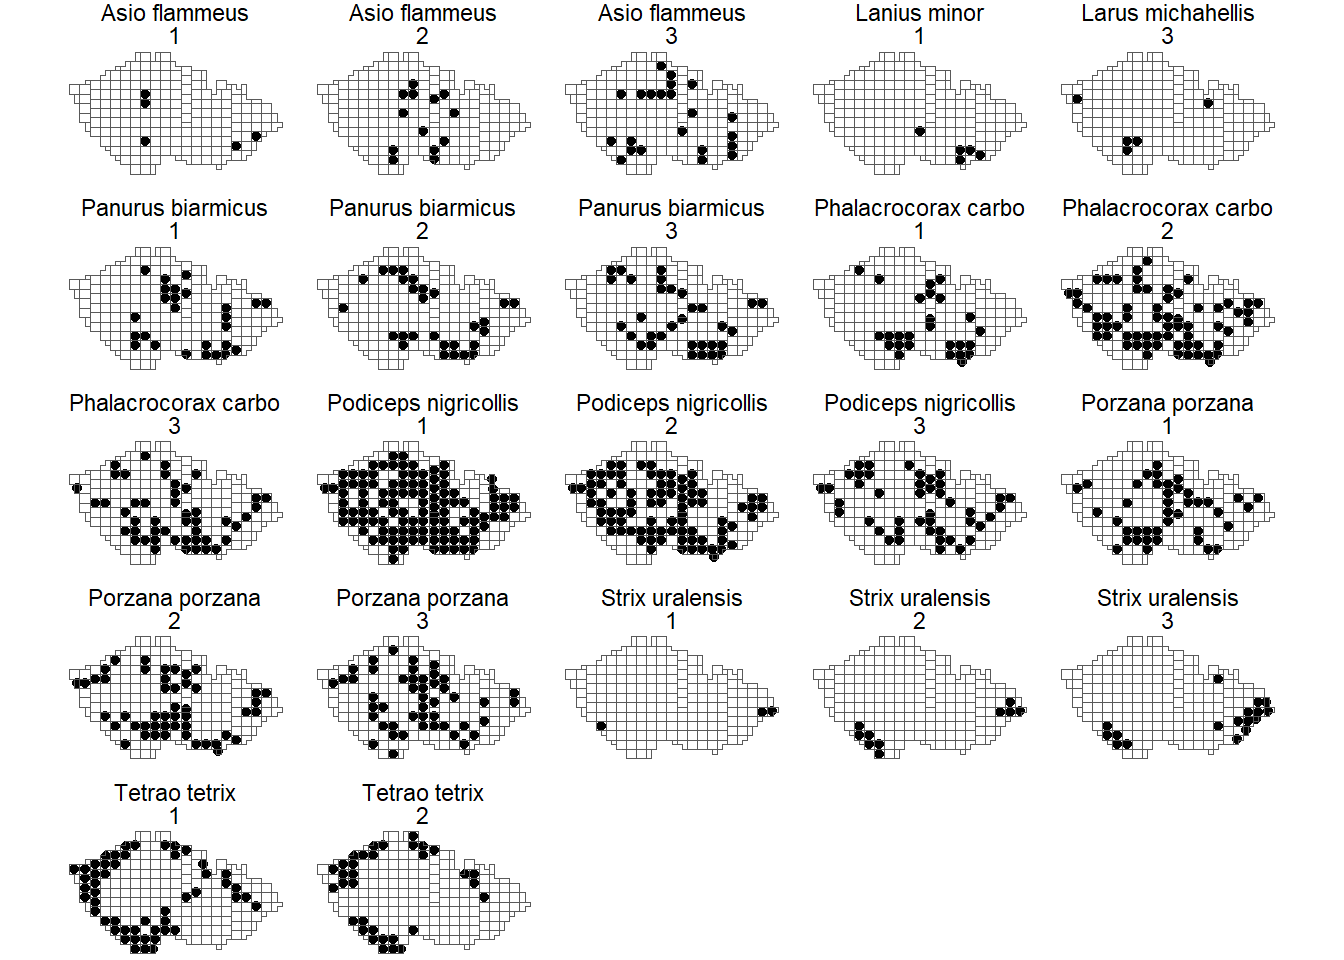 Asio flammeus
1
Asio flammeus
2
Asio flammeus
3
Lanius minor
1
Larus michahellis
3
Panurus biarmicus
1
Panurus biarmicus
2
Panurus biarmicus
3
Phalacrocorax carbo
1
Phalacrocorax carbo
2
Phalacrocorax carbo
3
Podiceps nigricollis
1
Podiceps nigricollis
2
Podiceps nigricollis
3
Porzana porzana
1
Porzana porzana
2
Porzana porzana
3
Strix uralensis
1
Strix uralensis
2
Strix uralensis
3
Tetrao tetrix
1
Tetrao tetrix
2